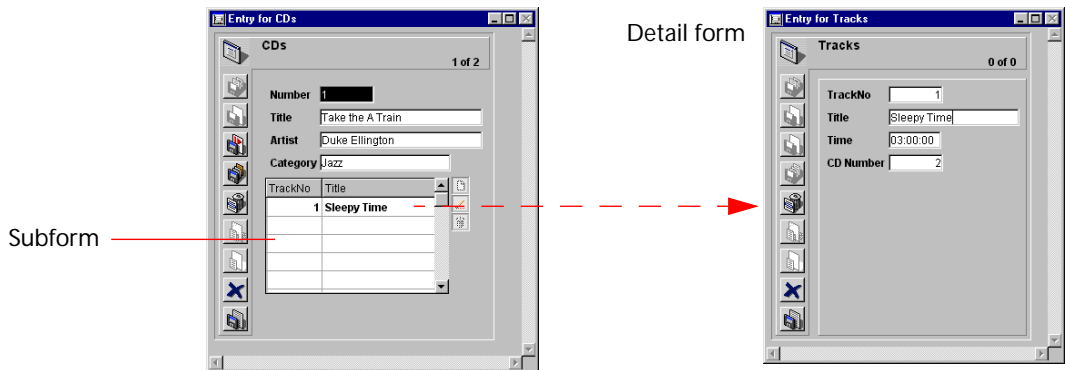 Entry for CDs
CDs
1 of 2
Number 1
Title Take the A Train
Artist Duke Ellington
Category Jazz
TrackNo Title
1 Sleepy Time
Subform
Detail form
Entry for Tracks
Tracks
0 of 0
TrackNo 1
Title Sleepy Time
Time 03:00:00
CD Number 2